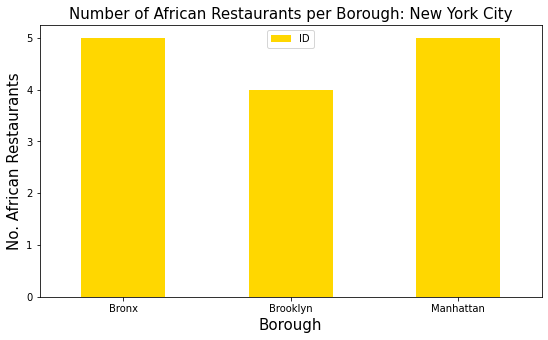 Number of African Restaurants per Borough: New York City
ID
No. African Restaurants
5
4
3
2
1
0
Bronx
Brooklyn
Manhattan
Borough